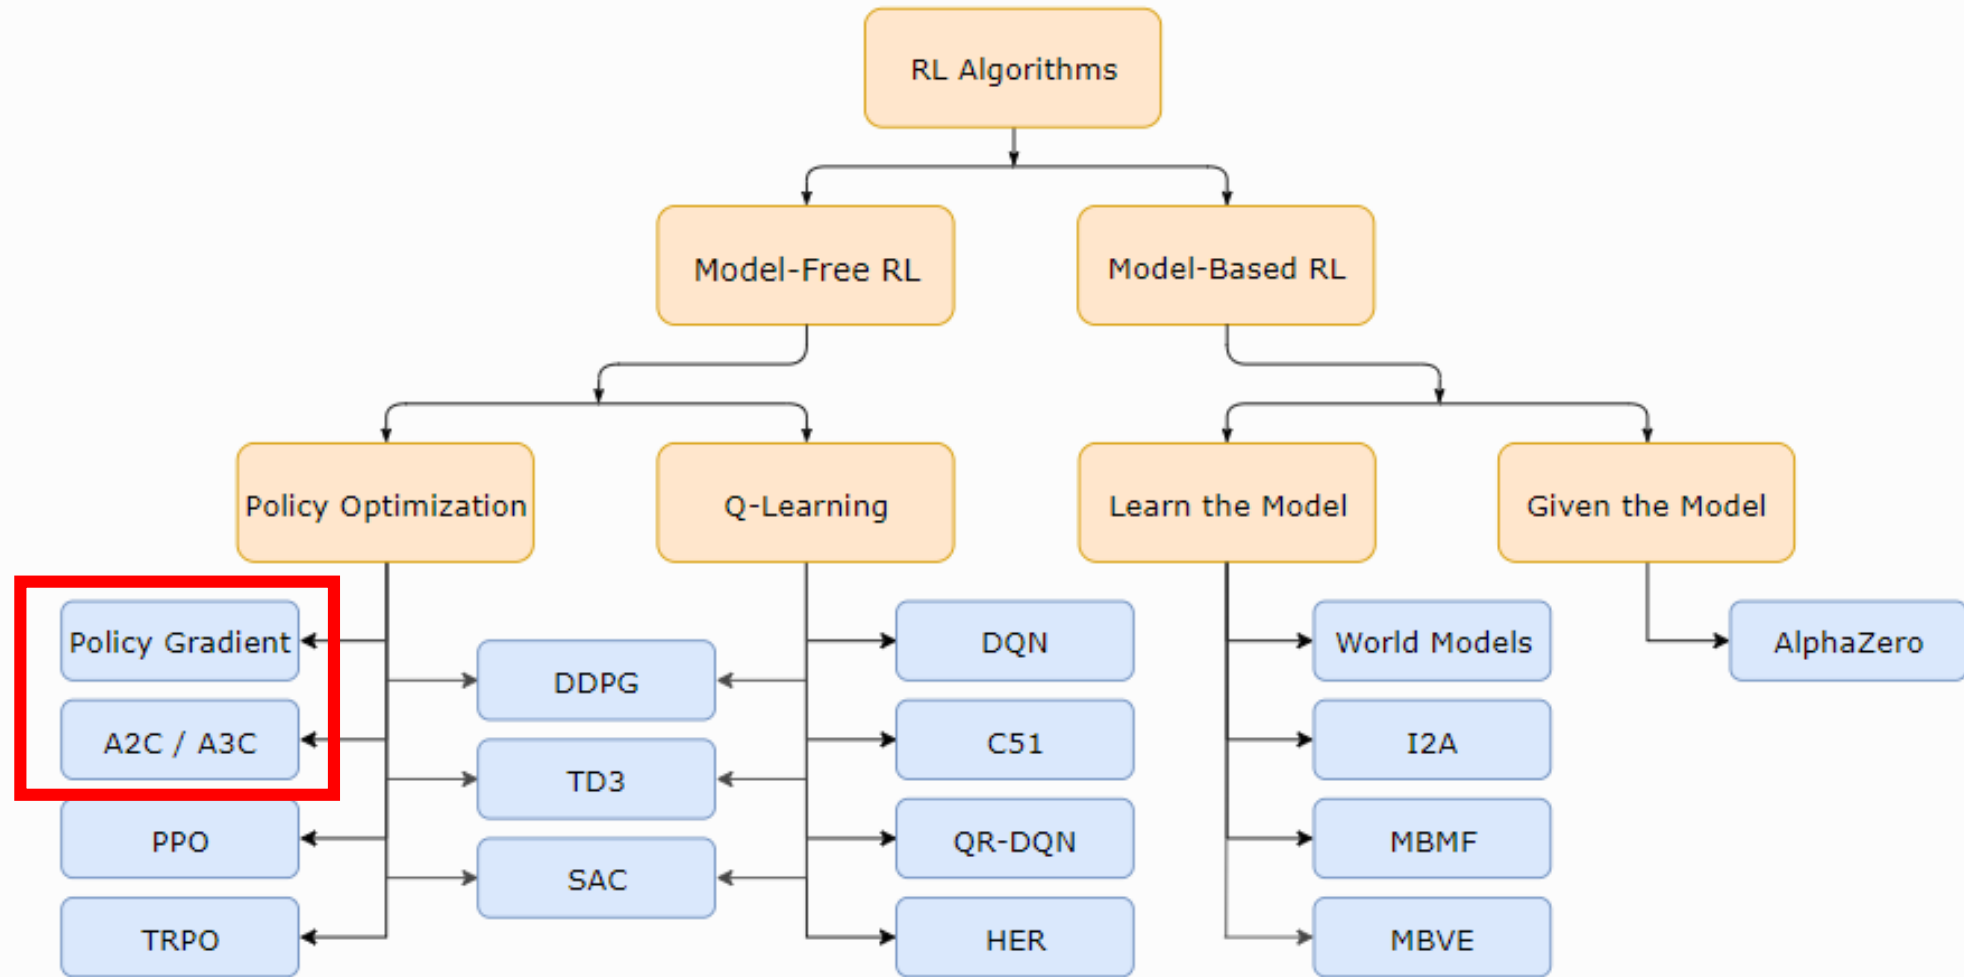 RL Algorithms
Model-Free RL
Model-Based RL
Policy Optimization
Q-Learning
Learn the Model
Given the Model
Policy Gradient
A2C / A3C
PPO
TRPO
DDPG
TD3
SAC
DQN
C51
QR-DQN
HER
World Models
I2A
MBMF
MBVE
AlphaZero